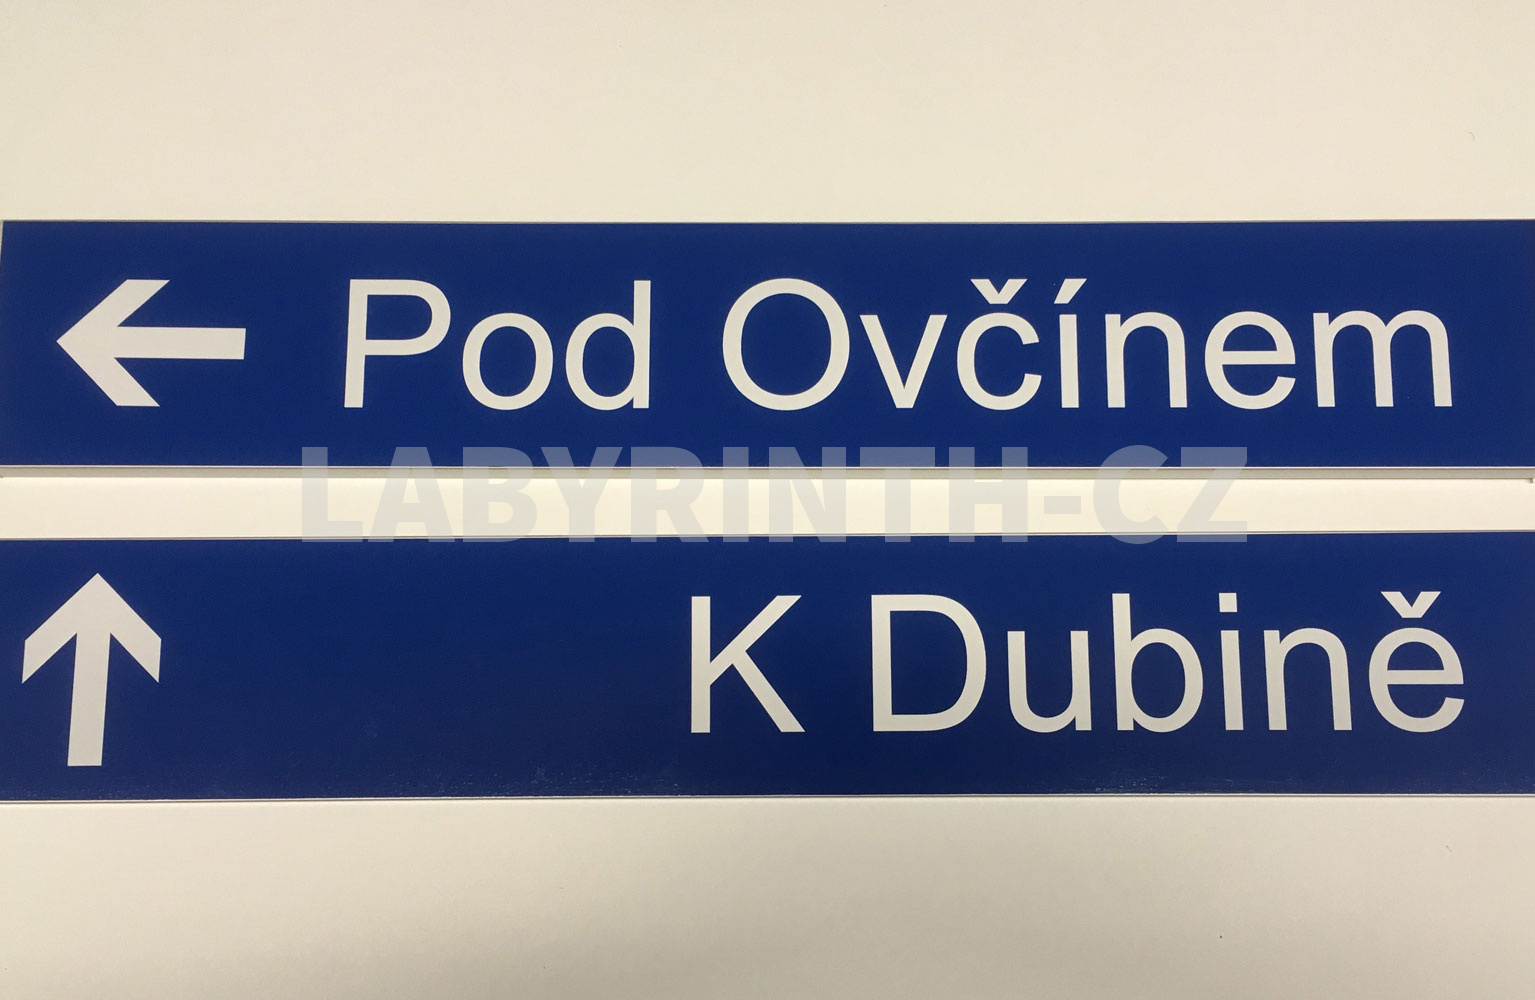 ← Pod Ovčínem
LABYRINTH-CZ
↑ K Dubině